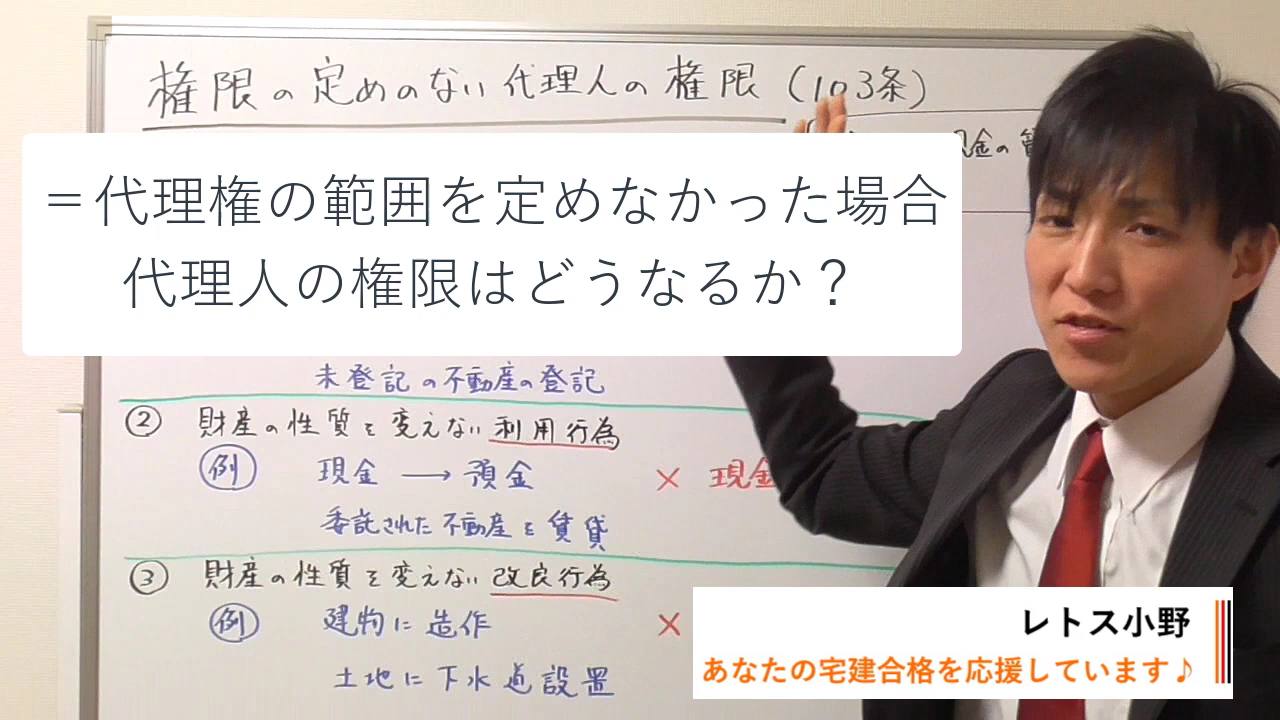 権限の定めのない代理人の権限（103条）
現金の管
＝代理権の範囲を定めなかった場合
代理人の権限はどうなるか？
未登記の不動産の登記
② 財産の性質を変えない利用行為
例 現金 → 預金 × 現金
委託された不動産を賃貸
③ 財産の性質を変えない改良行為
例 建物に造作 ×
土地に下水道設置
レトス小野
あなたの宅建合格を応援しています♪